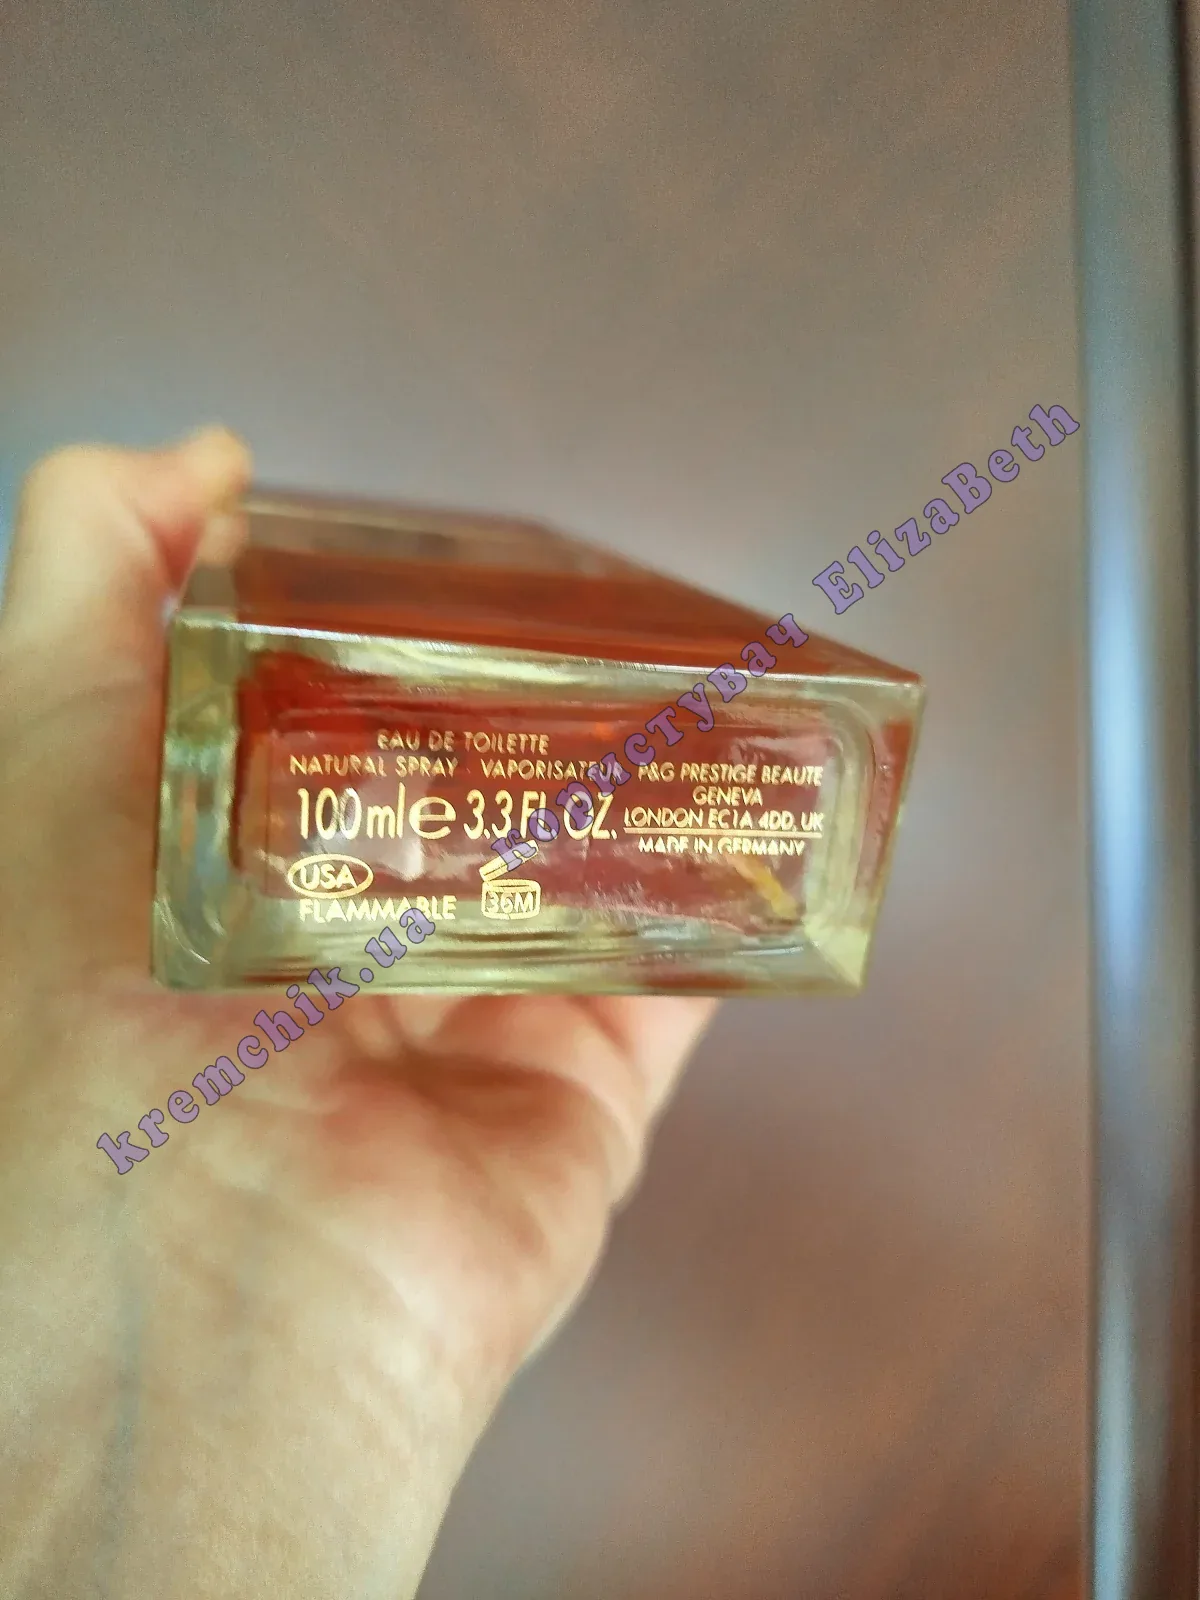 EAU DE TOILETTE
NATURAL SPRAY · VAPORISATEUR
100 ml e 3.3 FL. OZ.
USA
FLAMMABLE
36M
P&G PRESTIGE BEAUTE
GENEVA
LONDON EC1A 4DD, UK
MADE IN GERMANY
kremchik.ua користувач ElizaBeth